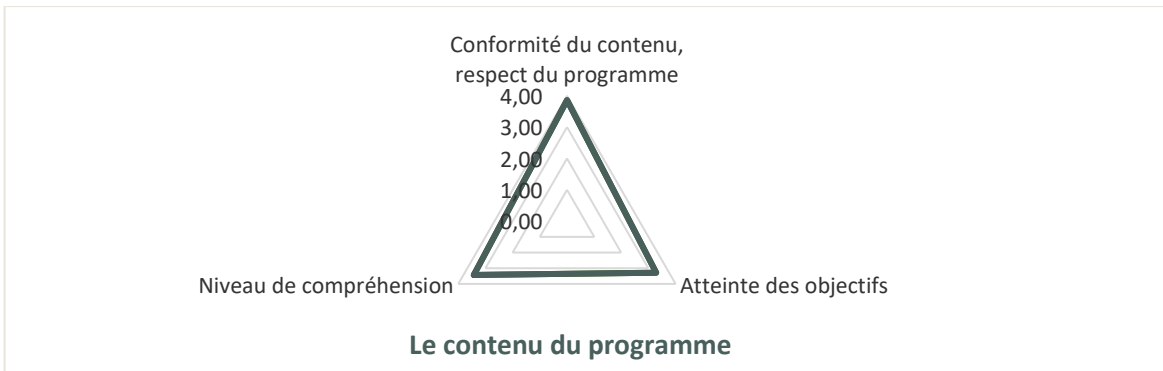 Conformité du contenu,
respect du programme
4,00
3,00
2,00
1,00
0,00
Niveau de compréhension
Atteinte des objectifs
Le contenu du programme